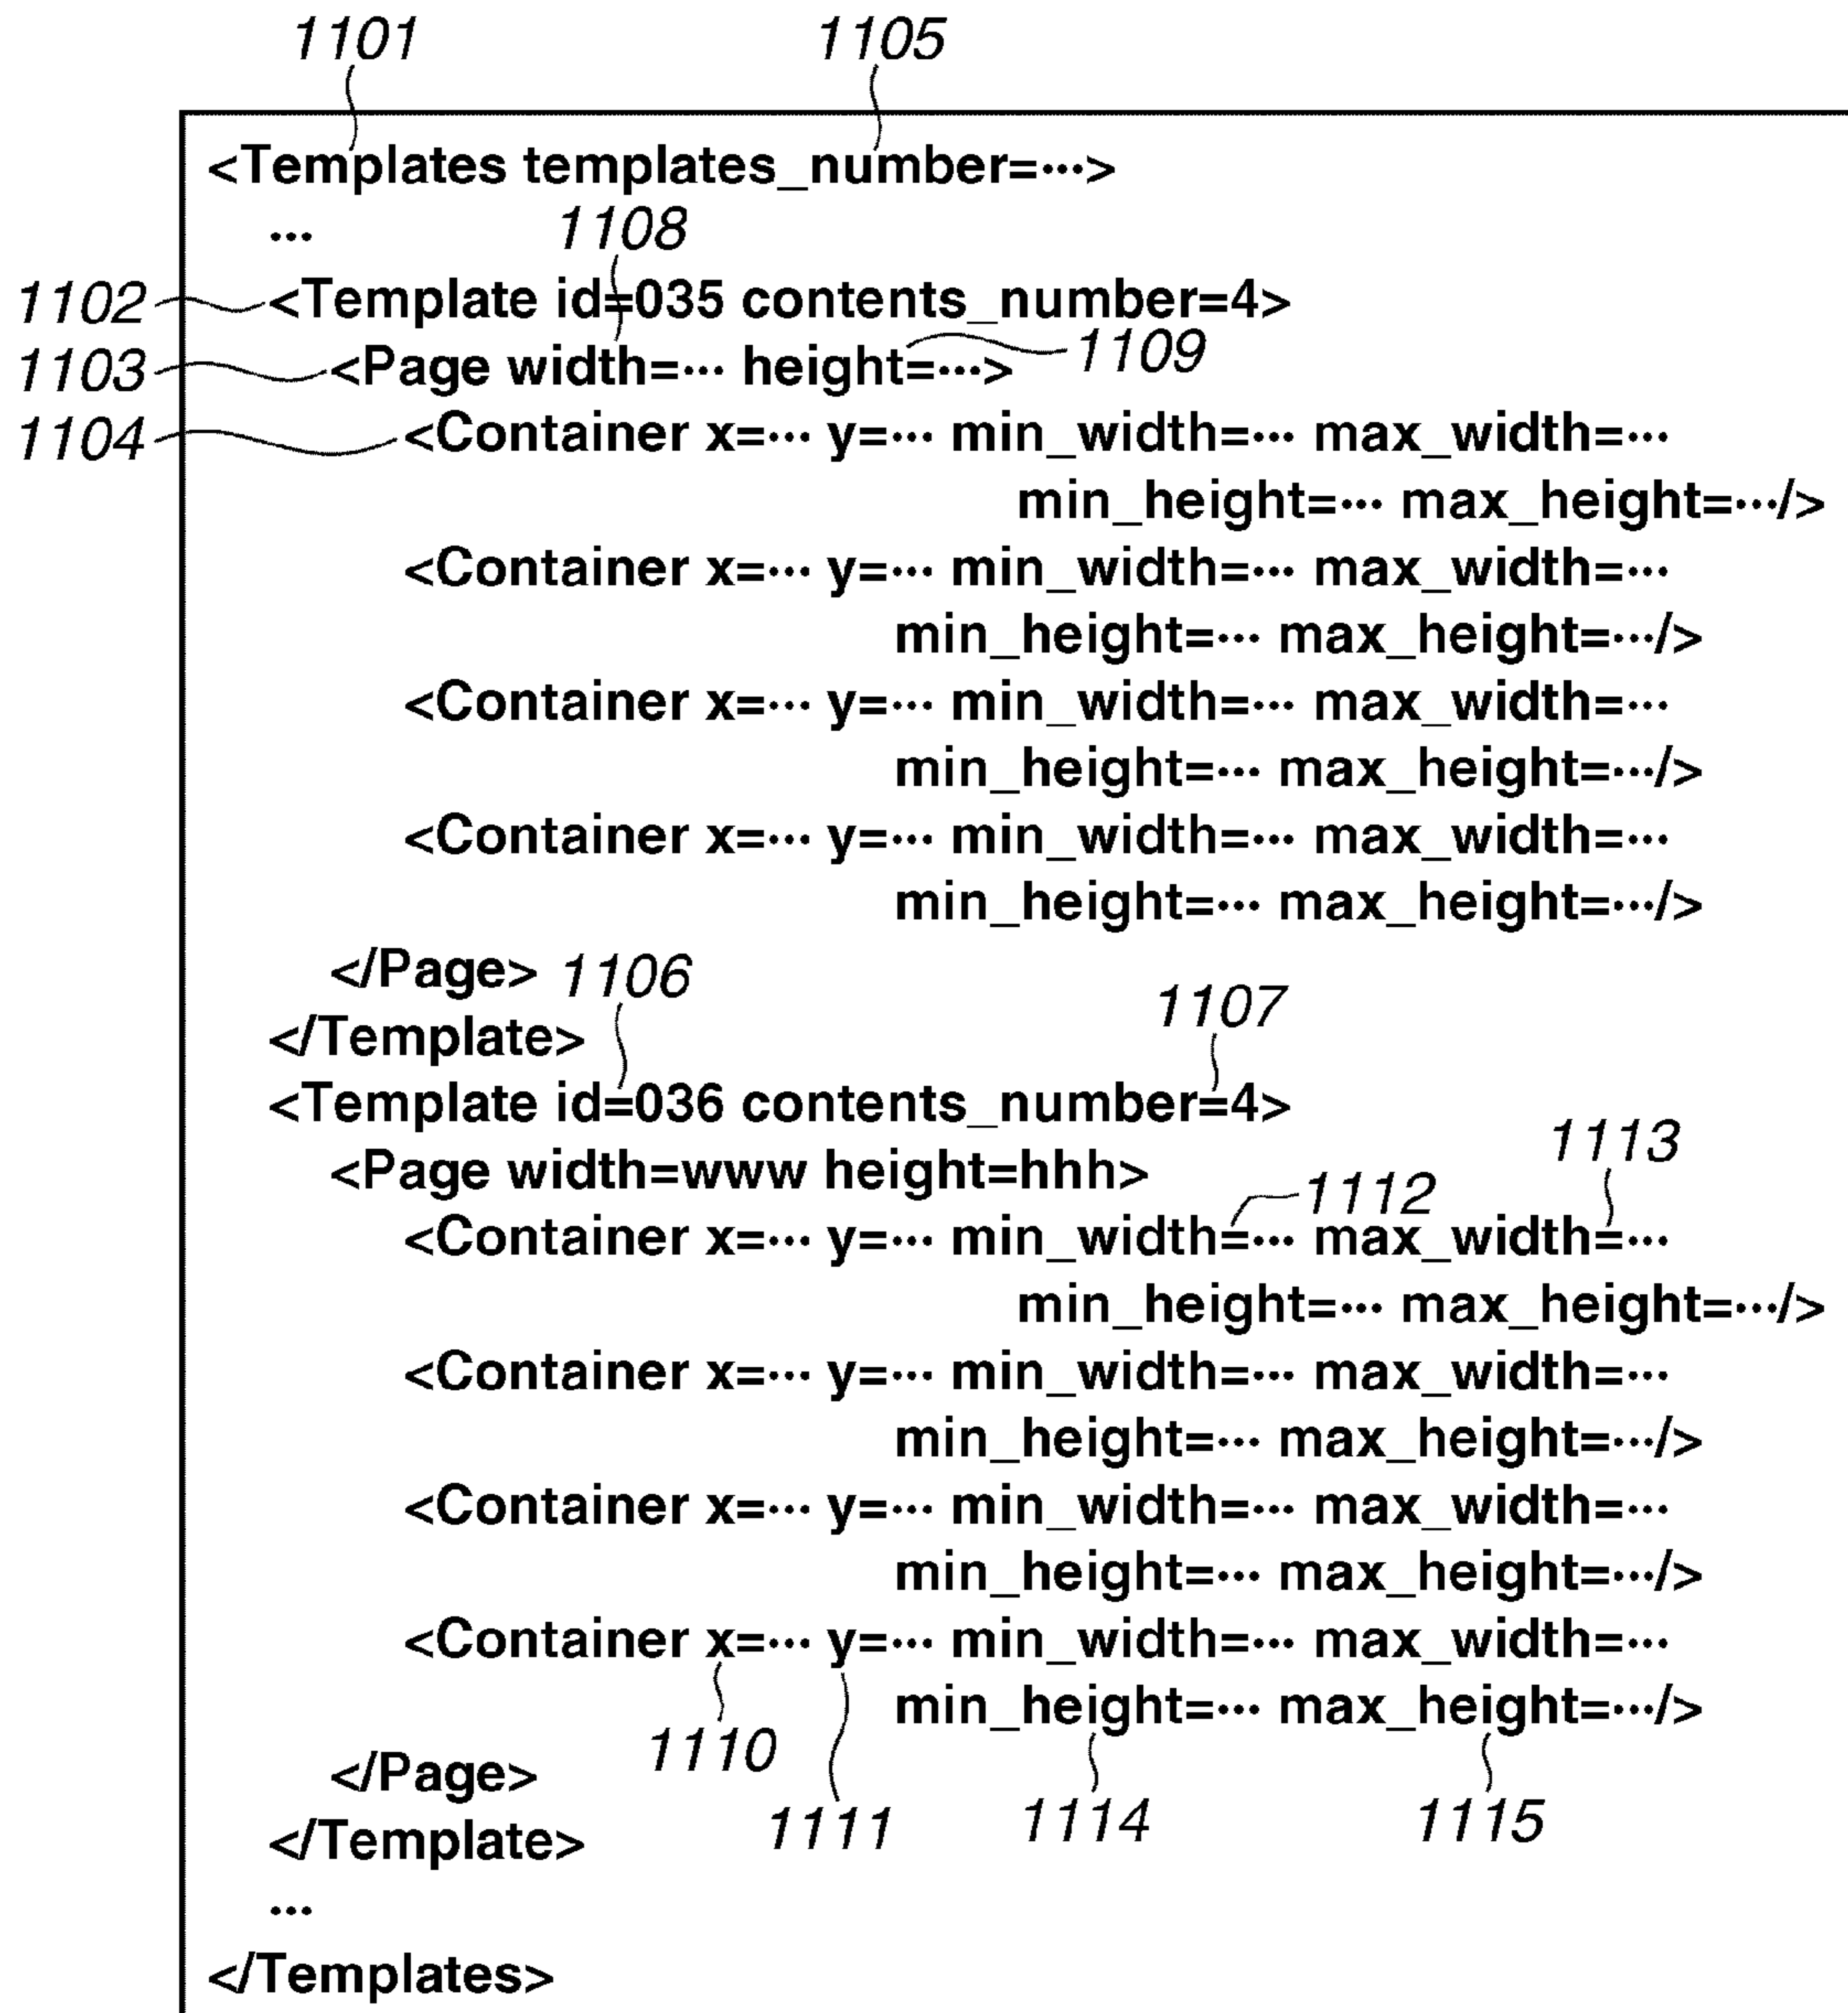 1101 1105
<Templates templates_number=···>
··· 1108
1102 <Template id=035 contents_number=4>
1103 <Page width=··· height=···> 1109
1104 <Container x=··· y=··· min_width=··· max_width=···
min_height=··· max_height=···/>
<Container x=··· y=··· min_width=··· max_width=···
min_height=··· max_height=···/>
<Container x=··· y=··· min_width=··· max_width=···
min_height=··· max_height=···/>
<Container x=··· y=··· min_width=··· max_width=···
min_height=··· max_height=···/>
</Page> 1106
</Template> 1107
<Template id=036 contents_number=4>
<Page width=www height=hhh> 1112 1113
<Container x=··· y=··· min_width=··· max_width=···
min_height=··· max_height=···/>
<Container x=··· y=··· min_width=··· max_width=···
min_height=··· max_height=···/>
<Container x=··· y=··· min_width=··· max_width=···
min_height=··· max_height=···/>
<Container x=··· y=··· min_width=··· max_width=···
min_height=··· max_height=···/>
</Page> 1110
</Template> 1111 1114 1115
···
</Templates>